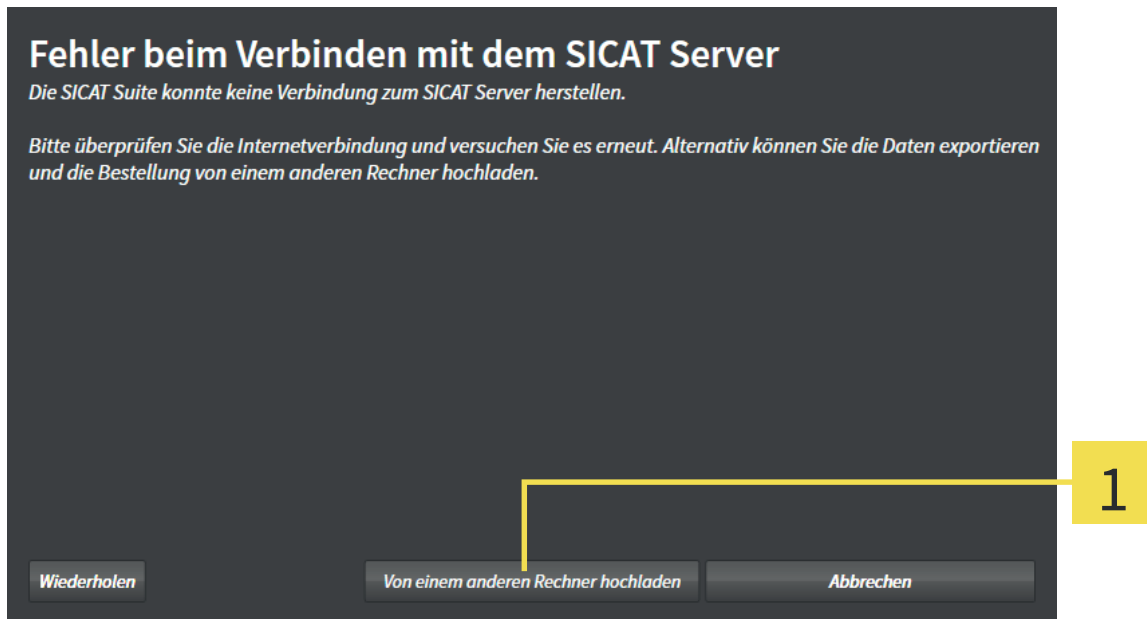 Fehler beim Verbinden mit dem SICAT Server
Die SICAT Suite konnte keine Verbindung zum SICAT Server herstellen.
Bitte überprüfen Sie die Internetverbindung und versuchen Sie es erneut. Alternativ können Sie die Daten exportieren
und die Bestellung von einem anderen Rechner hochladen.
1
Wiederholen
Von einem anderen Rechner hochladen
Abbrechen